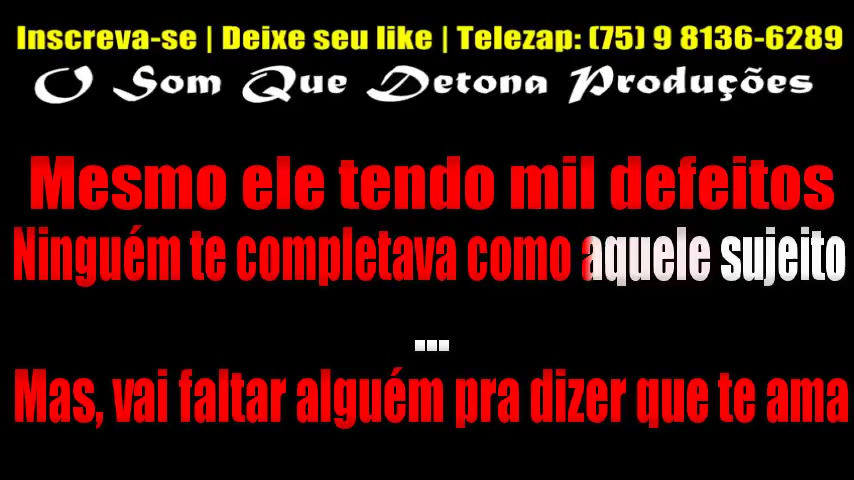 Inscreva-se | Deixe seu like | Telezap: (75) 9 8136-6289
O Som Que Detona Produções
Mesmo ele tendo mil defeitos
Ninguém te completava como aquele sujeito
...
Mas, vai faltar alguém pra dizer que te ama